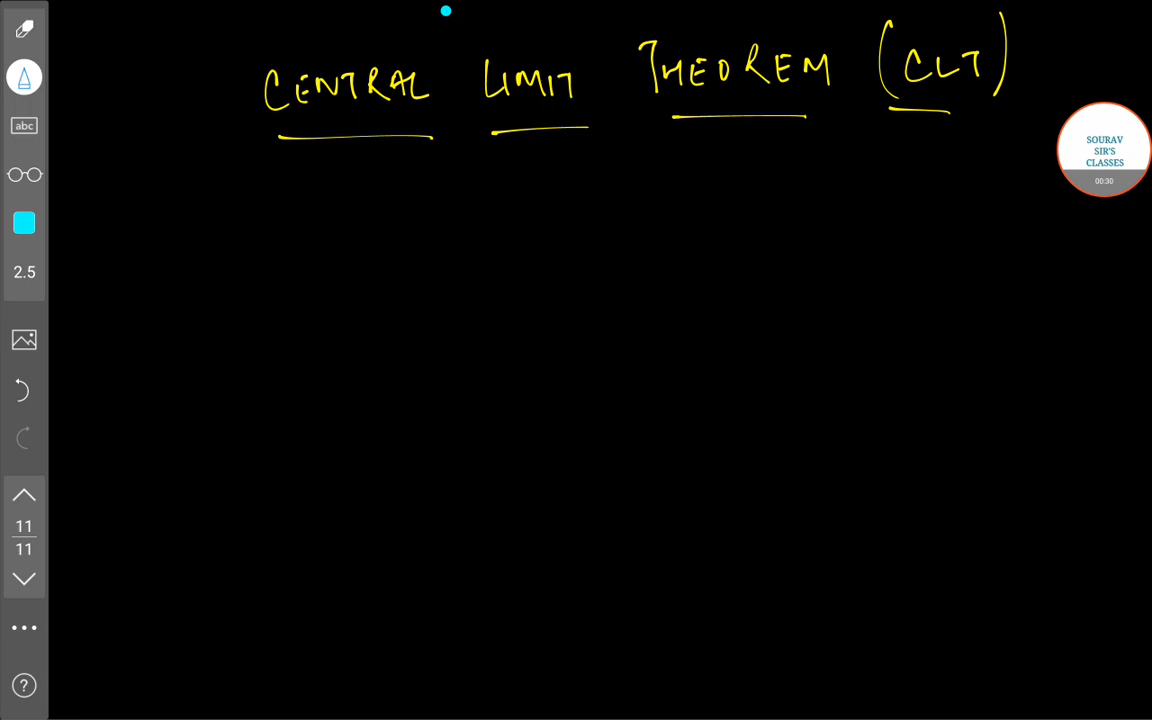 CENTRAL LIMIT THEOREM (CLT)
abc
SOURAV
SIR'S
CLASSES
00:30
2.5
11
11
?